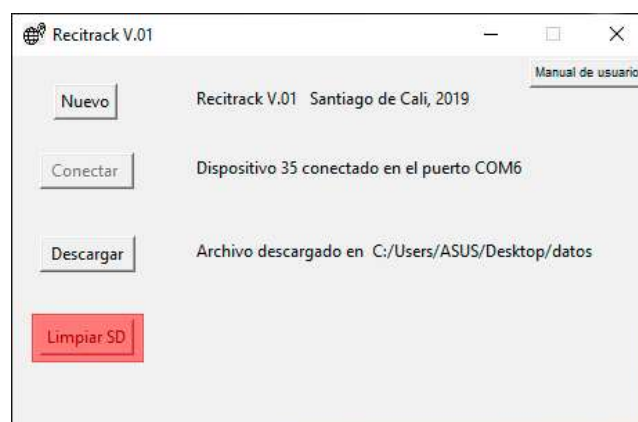 Recitrack V.01
Manual de usuario
Nuevo
Recitrack V.01 Santiago de Cali, 2019
Conectar
Dispositivo 35 conectado en el puerto COM6
Descargar
Archivo descargado en C:/Users/ASUS/Desktop/datos
Limpiar SD